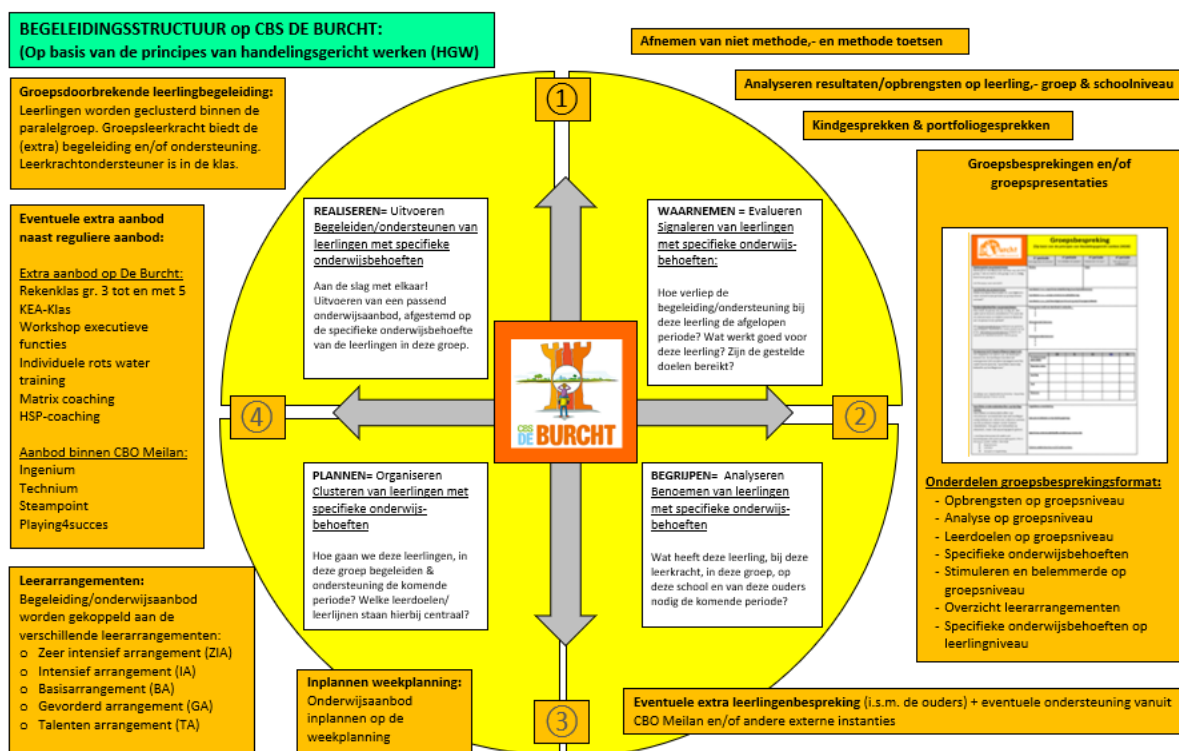 BEGELEIDINGSSTRUCTUUR op CBS DE BURCHT:
(Op basis van de principes van handelingsgericht werken (HGW)
Afnemen van niet methode,- en methode toetsen
Analyseren resultaten/opbrengsten op leerling,- groep & schoolniveau
Kindgesprekken & portfoliogesprekken
Groepsdoorbrekende leerlingbegeleiding:
Leerlingen worden geclusterd binnen de
paralelgroep. Groepsleerkracht biedt de
(extra) begeleiding en/of ondersteuning.
Leerkrachtondersteuner is in de klas.
①
Eventuele extra aanbod
naast reguliere aanbod:
Extra aanbod op De Burcht:
Rekenklas gr. 3 tot en met 5
KEA-Klas
Workshop executieve
functies
Individuele rots water
training
Matrix coaching
HSP-coaching
Aanbod binnen CBO Meilan:
Ingenium
Technium
Steampoint
Playing4succes
REALISEREN= Uitvoeren
Begeleiden/ondersteunen van
leerlingen met specifieke
onderwijsbehoeften
Aan de slag met elkaar!
Uitvoeren van een passend
onderwijsaanbod, afgestemd op
de specifieke onderwijsbehoefte
van de leerlingen in deze groep.
WAARNEMEN = Evalueren
Signaleren van leerlingen
met specifieke onderwijs-
behoeften:
Hoe verliep de
begeleiding/ondersteuning bij
deze leerling de afgelopen
periode? Wat werkt goed voor
deze leerling? Zijn de gestelde
doelen bereikt?
④
CBS
DE BURCHT
②
PLANNEN= Organiseren
Clusteren van leerlingen met
specifieke onderwijs-
behoeften
Hoe gaan we deze leerlingen, in
deze groep begeleiden &
ondersteuning de komende
periode? Welke leerdoelen/
leerlijnen staan hierbij centraal?
BEGRIJPEN= Analyseren
Benoemen van leerlingen
met specifieke onderwijs-
behoeften
Wat heeft deze leerling, bij deze
leerkracht, in deze groep, op
deze school en van deze ouders
nodig de komende periode?
Groepsbesprekingen en/of
groepspresentaties
Groepsbespreking
Onderdelen groepsbesprekingsformat:
- Opbrengsten op groepsniveau
- Analyse op groepsniveau
- Leerdoelen op groepsniveau
- Specifieke onderwijsbehoeften
- Stimuleren en belemmerde op
groepsniveau
- Overzicht leerarrangementen
- Specifieke onderwijsbehoeften op
leerlingniveau
Leerarrangementen:
Begeleiding/onderwijsaanbod
worden gekoppeld aan de
verschillende leerarrangementen:
o Zeer intensief arrangement (ZIA)
o Intensief arrangement (IA)
o Basisarrangement (BA)
o Gevorderd arrangement (GA)
o Talenten arrangement (TA)
Inplannen weekplanning:
Onderwijsaanbod
inplannen op de
weekplanning
③
Eventuele extra leerlingenbespreking (i.s.m. de ouders) + eventuele ondersteuning vanuit
CBO Meilan en/of andere externe instanties